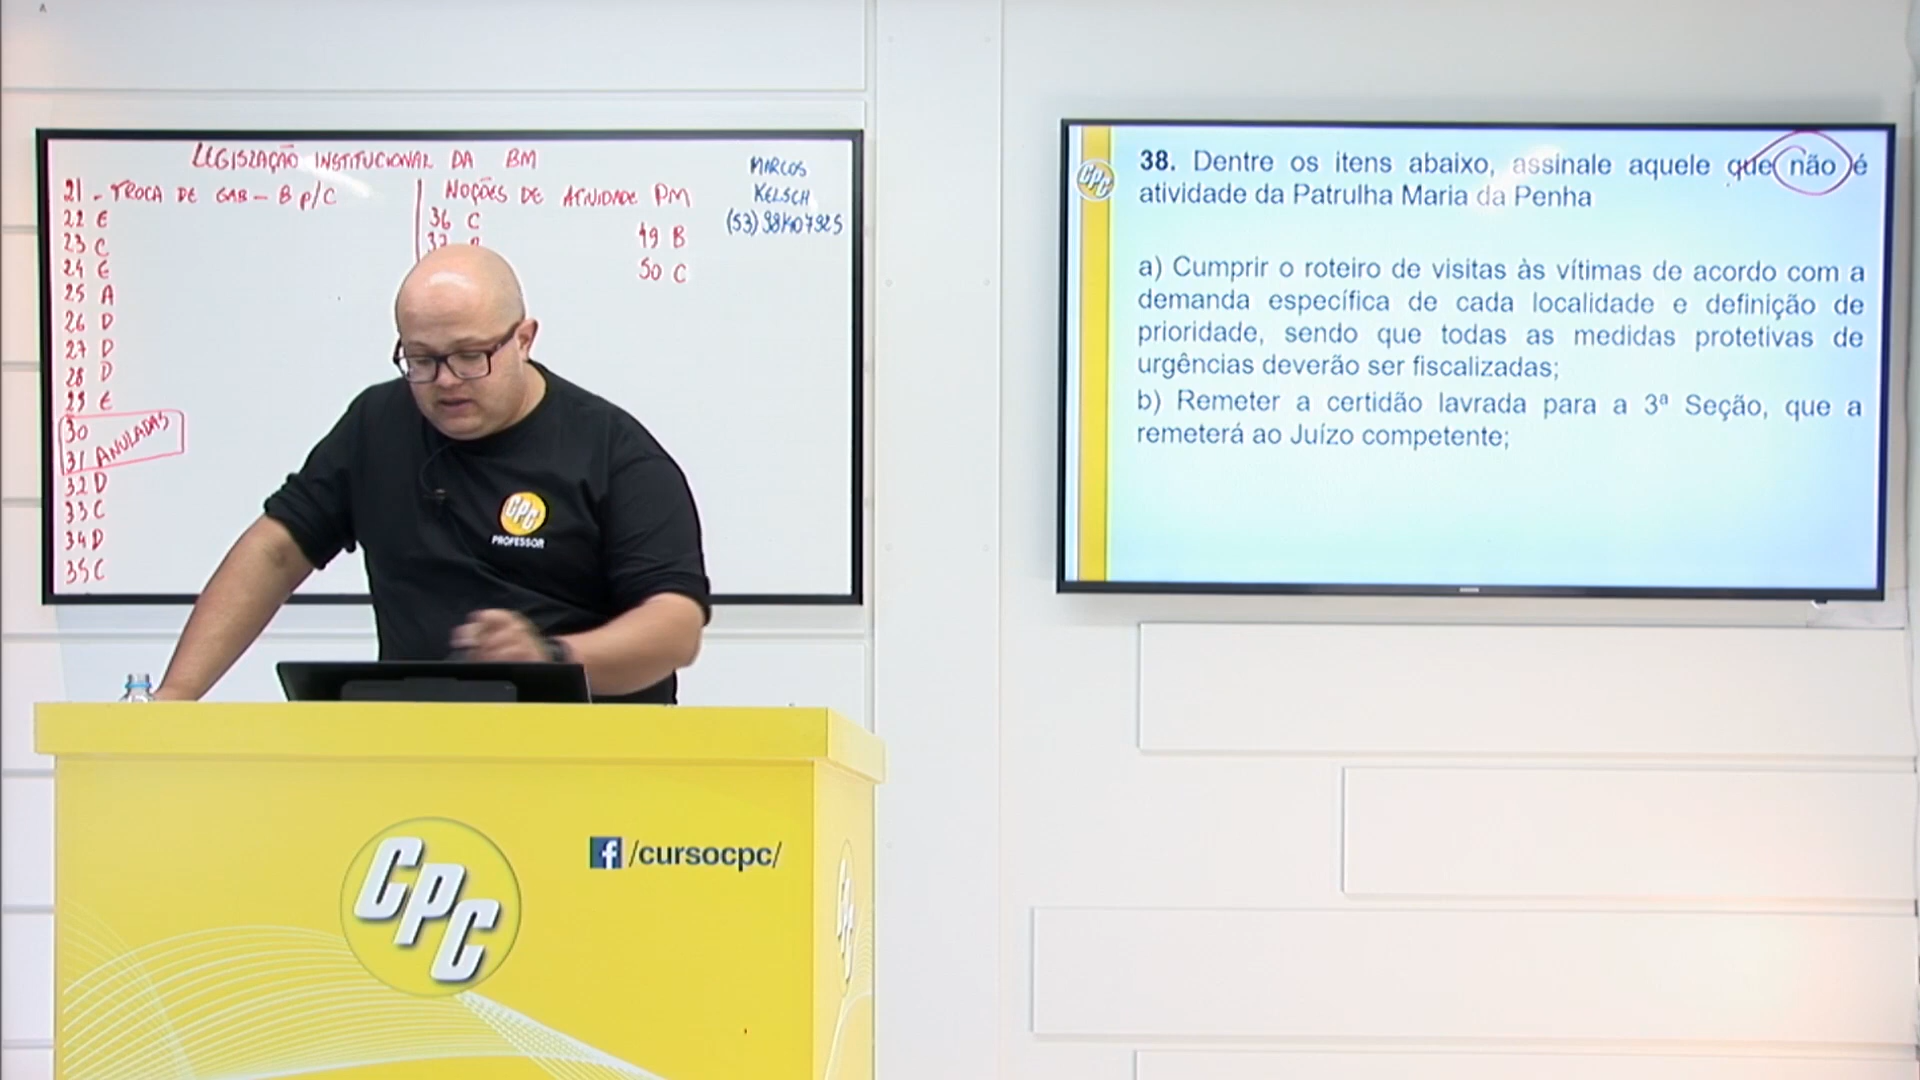 LEGISLAÇÃO INSTITUCIONAL DA BM
21 - TROCA DE GAB - B p/C
22 E
23 C
24 E
25 A
26 D
27 D
28 D
29 E
30
31 ANULADAS
32 D
33 C
34 D
35 C
NOÇÕES DE ATIVIDADE PM
36 C
37
49 B
50 C
MARCOS
KELSCH
CPC
PROFESSOR
CPC
/cursocpc/
CPC
38. Dentre os itens abaixo, assinale aquele que não é
atividade da Patrulha Maria da Penha
a) Cumprir o roteiro de visitas às vítimas de acordo com a
demanda específica de cada localidade e definição de
prioridade, sendo que todas as medidas protetivas de
urgências deverão ser fiscalizadas;
b) Remeter a certidão lavrada para a 3ª Seção, que a
remeterá ao Juízo competente;